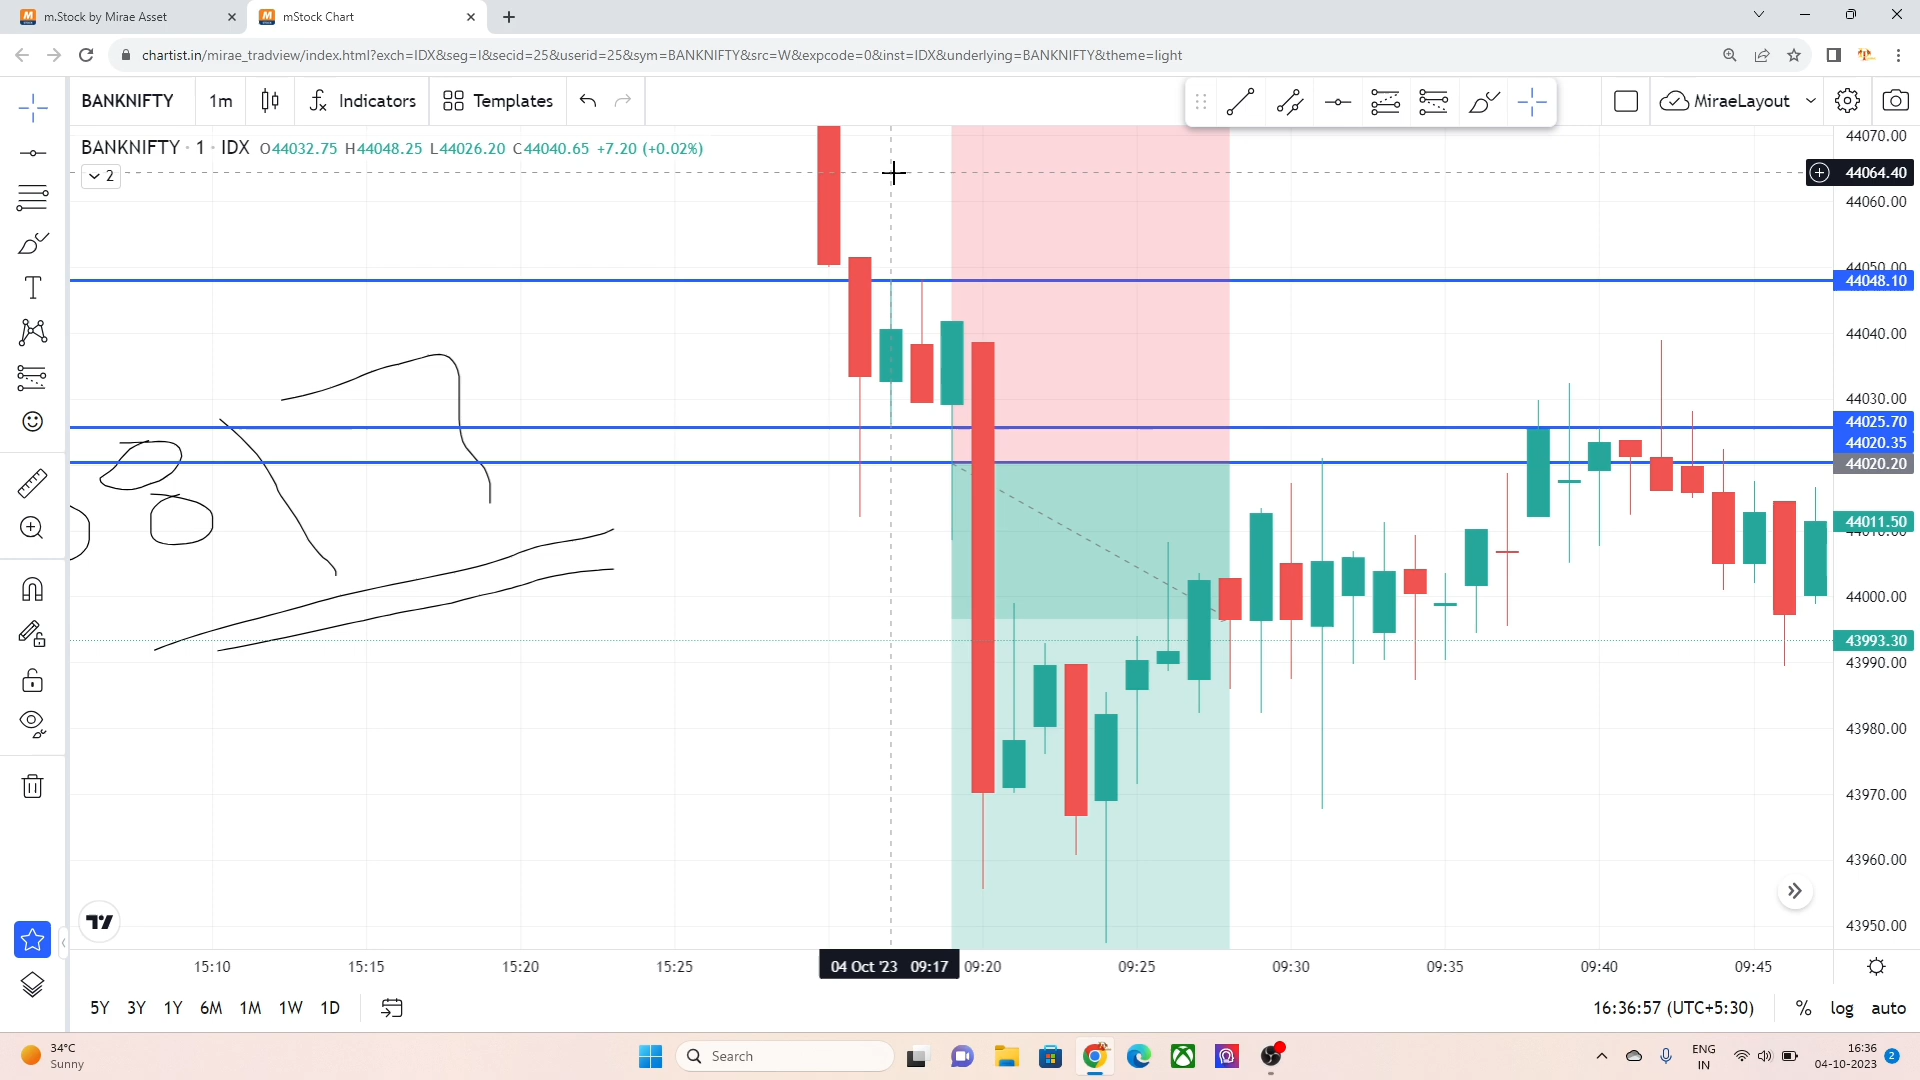 m.Stock by Mirae Asset
mStock Chart
chartist.in/mirae_tradview/index.html?exch=IDX&seg=I&secid=25&userid=25&sym=BANKNIFTY&src=W&expcode=0&inst=IDX&underlying=BANKNIFTY&theme=light
BANKNIFTY 1m Indicators Templates MiraeLayout
BANKNIFTY · 1 · IDX O44032.75 H44048.25 L44026.20 C44040.65 +7.20 (+0.02%)
2
44070.00
44064.40
44060.00
44050.00
44048.10
44040.00
44030.00
44025.70
44020.35
44020.20
44011.50
44010.00
44000.00
43993.30
43990.00
43980.00
43970.00
43960.00
43950.00
15:10 15:15 15:20 15:25 04 Oct '23 09:17 09:20 09:25 09:30 09:35 09:40 09:45
5Y 3Y 1Y 6M 1M 1W 1D 16:36:57 (UTC+5:30) % log auto
34°C
Sunny
Search
ENG
IN
16:36
04-10-2023
2